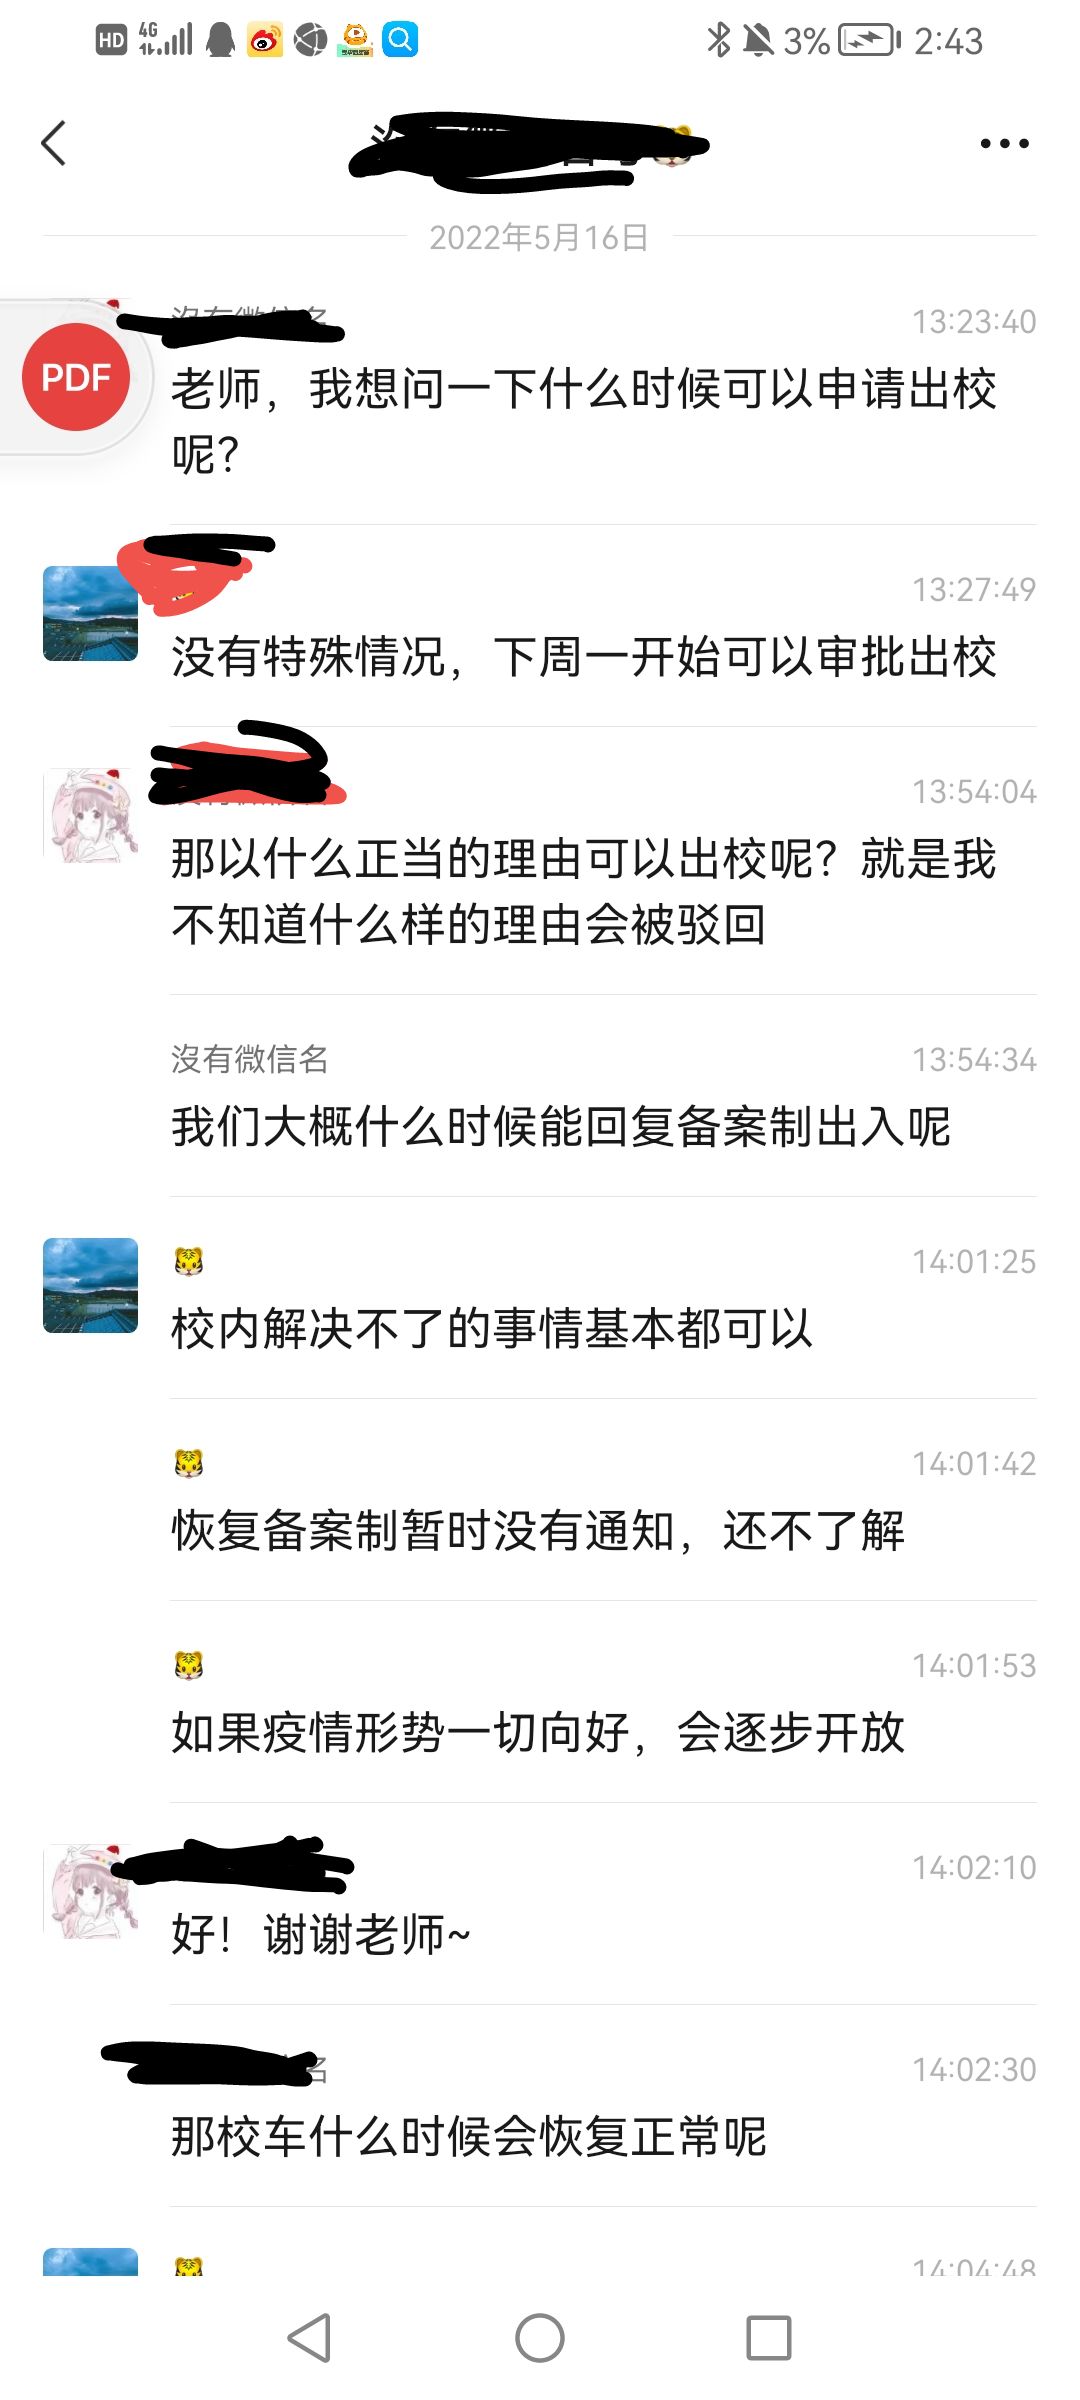 HD 4G 3% 2:43
2022年5月16日
13:23:40
PDF
老师，我想问一下什么时候可以申请出校
呢？
13:27:49
没有特殊情况，下周一开始可以审批出校
13:54:04
那以什么正当的理由可以出校呢？就是我
不知道什么样的理由会被驳回
沒有微信名 13:54:34
我们大概什么时候能回复备案制出入呢
🐯 14:01:25
校内解决不了的事情基本都可以
🐯 14:01:42
恢复备案制暂时没有通知，还不了解
🐯 14:01:53
如果疫情形势一切向好，会逐步开放
14:02:10
好！谢谢老师~
名 14:02:30
那校车什么时候会恢复正常呢
🐯 14:04:48